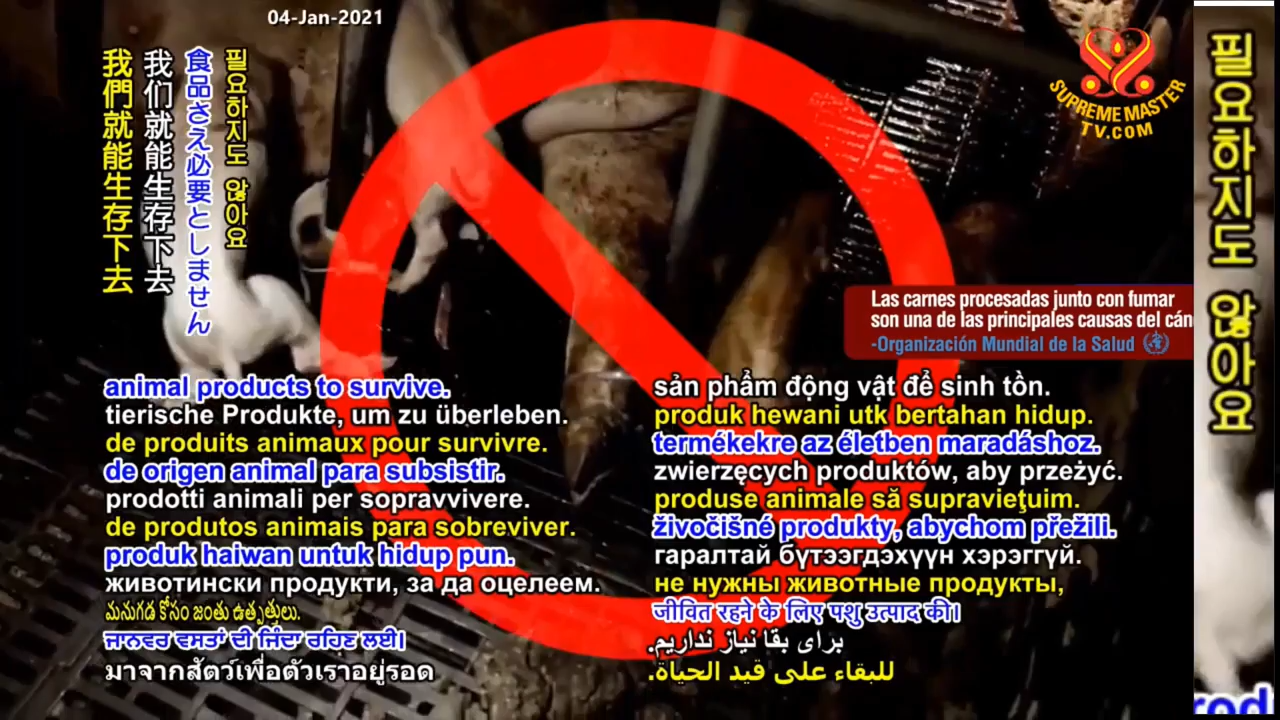 04-Jan-2021
필요하지도 않아요
食品さえ必要としません
我们就能生存下去
我們就能生存下去
SUPREME MASTER
TV.COM
Las carnes procesadas junto con fumar
son una de las principales causas del cán
-Organización Mundial de la Salud
animal products to survive.
tierische Produkte, um zu überleben.
de produits animaux pour survivre.
de origen animal para subsistir.
prodotti animali per sopravvivere.
de produtos animais para sobreviver.
produk haiwan untuk hidup pun.
животински продукти, за да оцелеем.
మనుగడ కోసం జంతు ఉత్పత్తులు.
ਜਾਨਵਰ ਵਸਤਾਂ ਦੀ ਜ਼ਿੰਦਾ ਰਹਿਣ ਲਈ।
มาจากสัตว์เพื่อตัวเราอยู่รอด
sản phẩm động vật để sinh tồn.
produk hewani utk bertahan hidup.
termékekre az életben maradáshoz.
zwierzęcych produktów, aby przeżyć.
produse animale să supravieţuim.
živočišné produkty, abychom přežili.
гаралтай бүтээгдэхүүн хэрэггүй.
не нужны животные продукты,
जीवित रहने के लिए पशु उत्पाद की।
برای بقا نیاز نداریم.
للبقاء على قيد الحياة.
필요하지도 않아요
rod